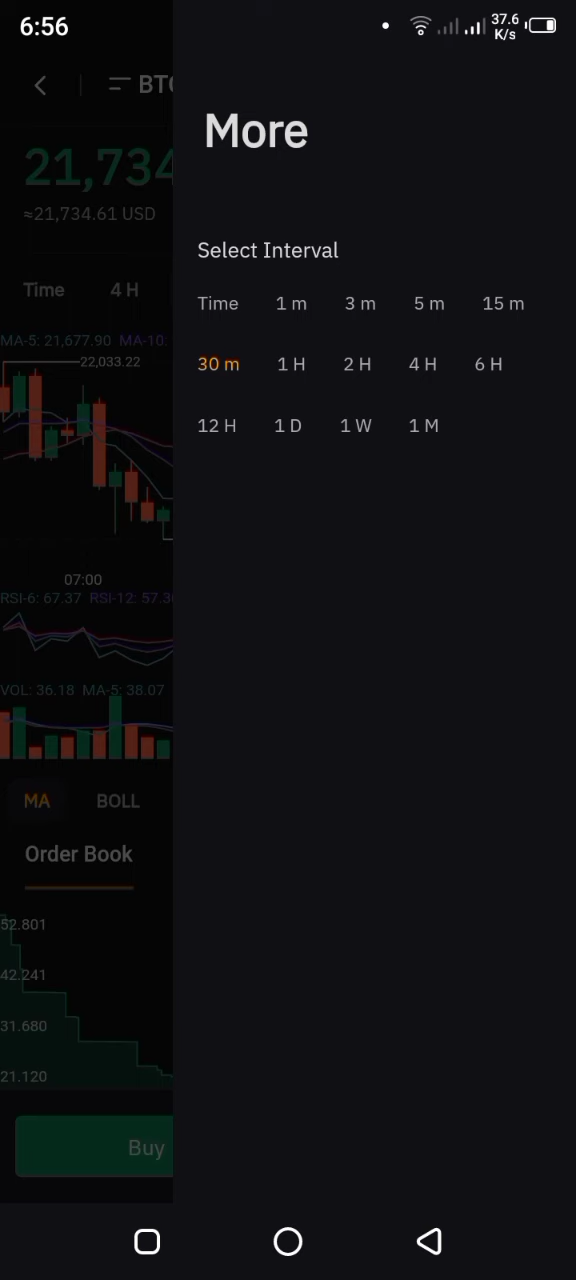 6:56
37.6
K/s
BTC
More
21,734
≈21,734.61 USD
Select Interval
Time 4 H
Time 1 m 3 m 5 m 15 m
MA-5: 21,677.90 MA-10:
22,033.22
30 m 1 H 2 H 4 H 6 H
12 H 1 D 1 W 1 M
07:00
RSI-6: 67.37 RSI-12: 57.3
VOL: 36.18 MA-5: 38.07
MA BOLL
Order Book
52.801
42.241
31.680
21.120
Buy